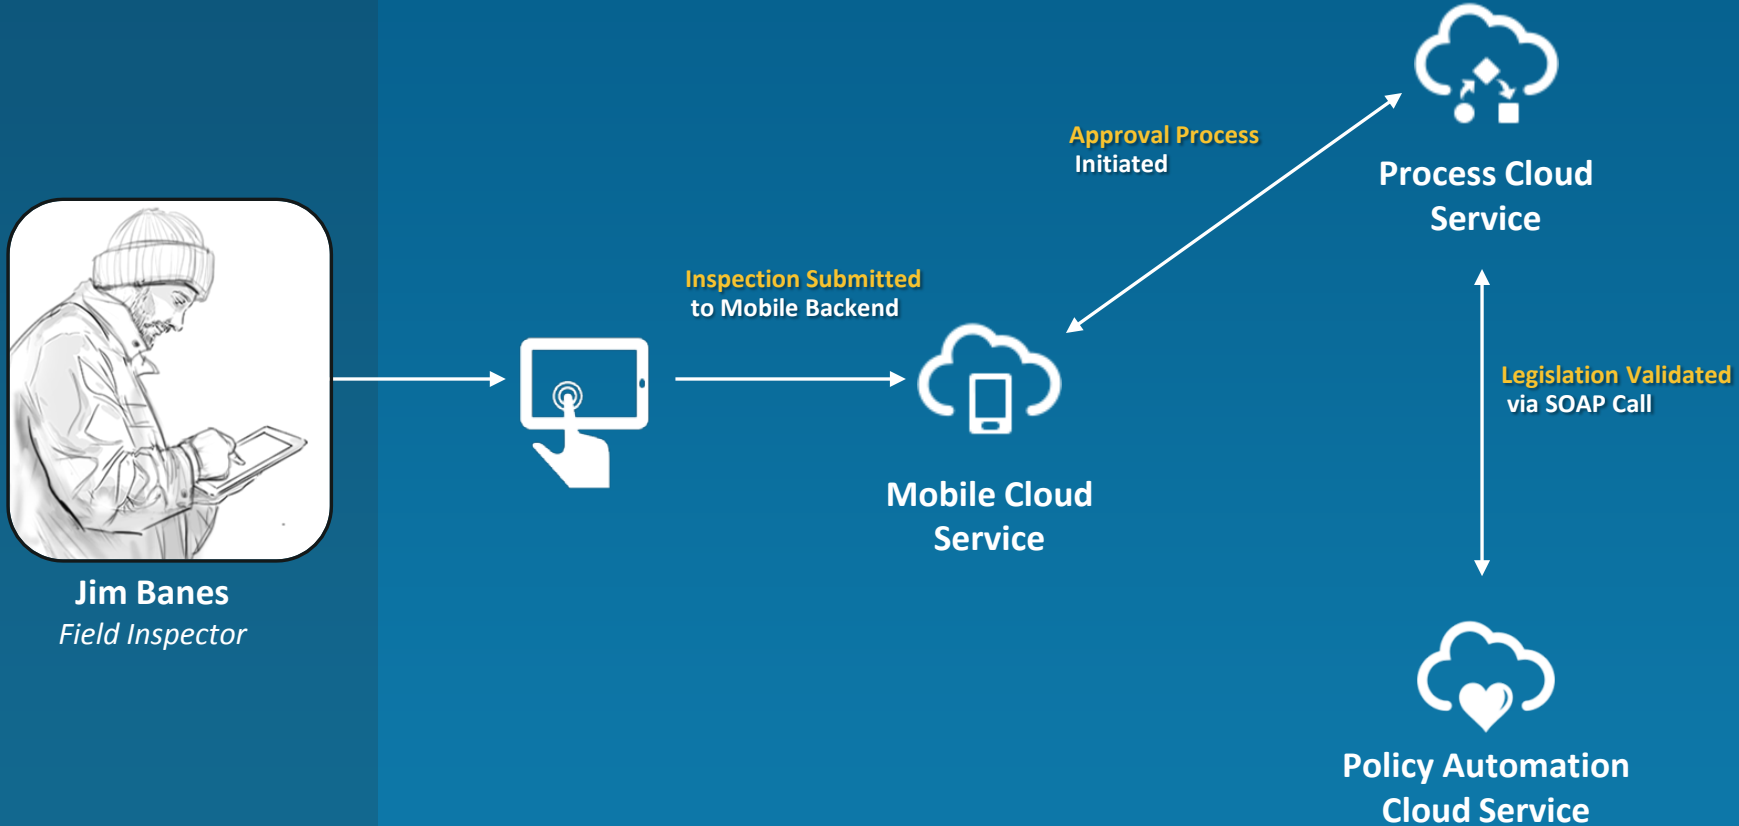 Approval Process
Initiated
Process Cloud
Service
Inspection Submitted
to Mobile Backend
Legislation Validated
via SOAP Call
Mobile Cloud
Service
Jim Banes
Field Inspector
Policy Automation
Cloud Service